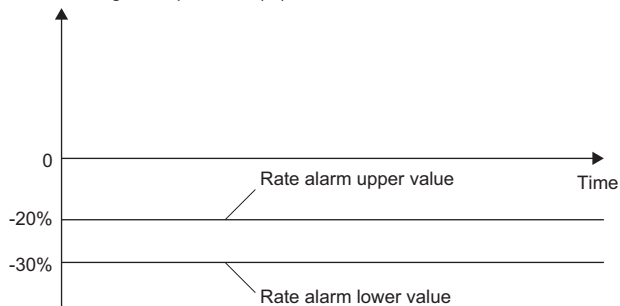 0
Rate alarm upper value
Time
-20%
-30%
Rate alarm lower value